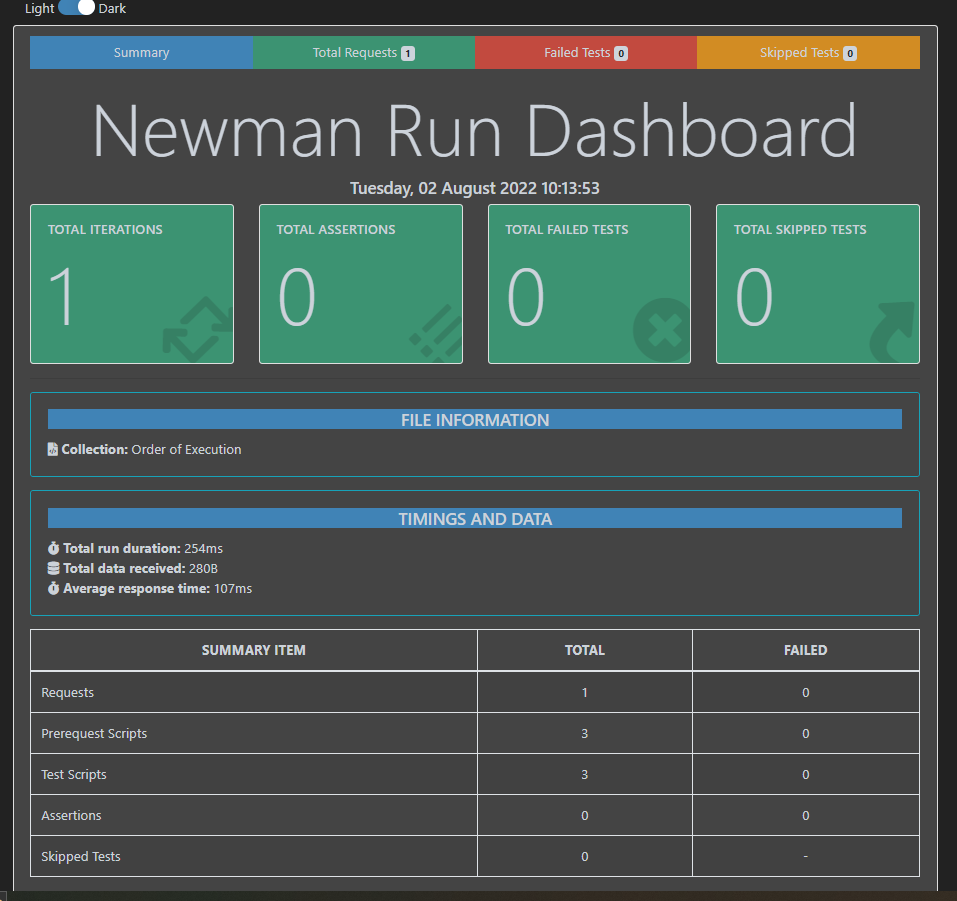 Light Dark
Summary Total Requests 1 Failed Tests 0 Skipped Tests 0
Newman Run Dashboard
Tuesday, 02 August 2022 10:13:53
TOTAL ITERATIONS TOTAL ASSERTIONS TOTAL FAILED TESTS TOTAL SKIPPED TESTS
1 0 0 0
FILE INFORMATION
Collection: Order of Execution
TIMINGS AND DATA
Total run duration: 254ms
Total data received: 280B
Average response time: 107ms
SUMMARY ITEM TOTAL FAILED
Requests 1 0
Prerequest Scripts 3 0
Test Scripts 3 0
Assertions 0 0
Skipped Tests 0 -